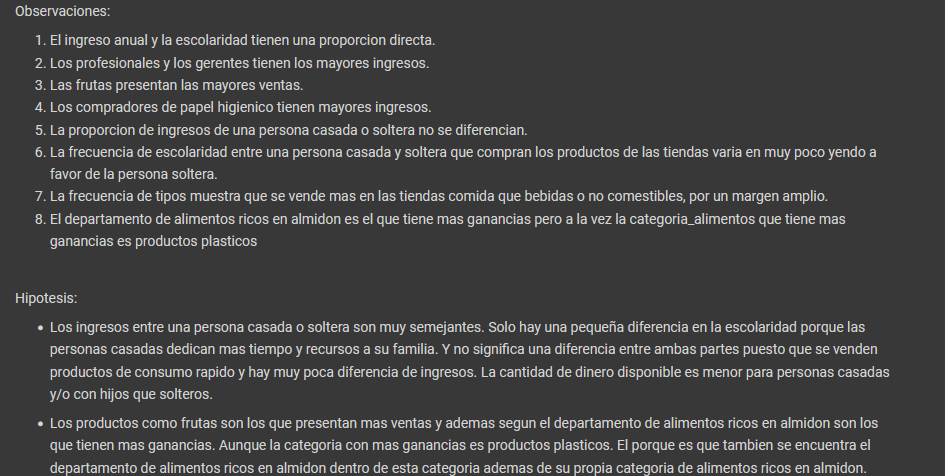 Observaciones:
1. El ingreso anual y la escolaridad tienen una proporcion directa.
2. Los profesionales y los gerentes tienen los mayores ingresos.
3. Las frutas presentan las mayores ventas.
4. Los compradores de papel higienico tienen mayores ingresos.
5. La proporcion de ingresos de una persona casada o soltera no se diferencian.
6. La frecuencia de escolaridad entre una persona casada y soltera que compran los productos de las tiendas varia en muy poco yendo a
favor de la persona soltera.
7. La frecuencia de tipos muestra que se vende mas en las tiendas comida que bebidas o no comestibles, por un margen amplio.
8. El departamento de alimentos ricos en almidon es el que tiene mas ganancias pero a la vez la categoria_alimentos que tiene mas
ganancias es productos plasticos
Hipotesis:
• Los ingresos entre una persona casada o soltera son muy semejantes. Solo hay una pequeña diferencia en la escolaridad porque las
personas casadas dedican mas tiempo y recursos a su familia. Y no significa una diferencia entre ambas partes puesto que se venden
productos de consumo rapido y hay muy poca diferencia de ingresos. La cantidad de dinero disponible es menor para personas casadas
y/o con hijos que solteros.
• Los productos como frutas son los que presentan mas ventas y ademas segun el departamento de alimentos ricos en almidon son los
que tienen mas ganancias. Aunque la categoria con mas ganancias es productos plasticos. El porque es que tambien se encuentra el
departamento de alimentos ricos en almidon dentro de esta categoria ademas de su propia categoria de alimentos ricos en almidon.